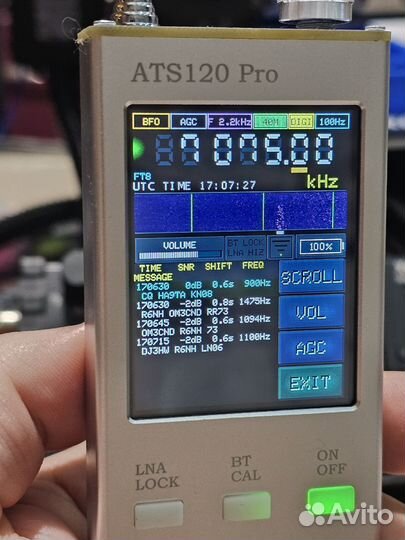 ATS120 Pro
BFO AGC F 2.2kHz 40M DIGI 100Hz
7075.00
FT8
UTC TIME 17:07:27 kHz
VOLUME BT LOCK LNA HIZ 100%
TIME SNR SHIFT FREQ
MESSAGE
170630 0dB 0.6s 900Hz
CQ HA9TA KN08
170630 -2dB 0.8s 1475Hz
R6NH OM3CND RR73
170645 -2dB 0.6s 1094Hz
OM3CND R6NH 73
170715 -2dB 0.6s 1100Hz
DJ3HW R6NH LN06
SCROLL
VOL
AGC
EXIT
LNA LOCK
BT CAL
ON OFF
Avito